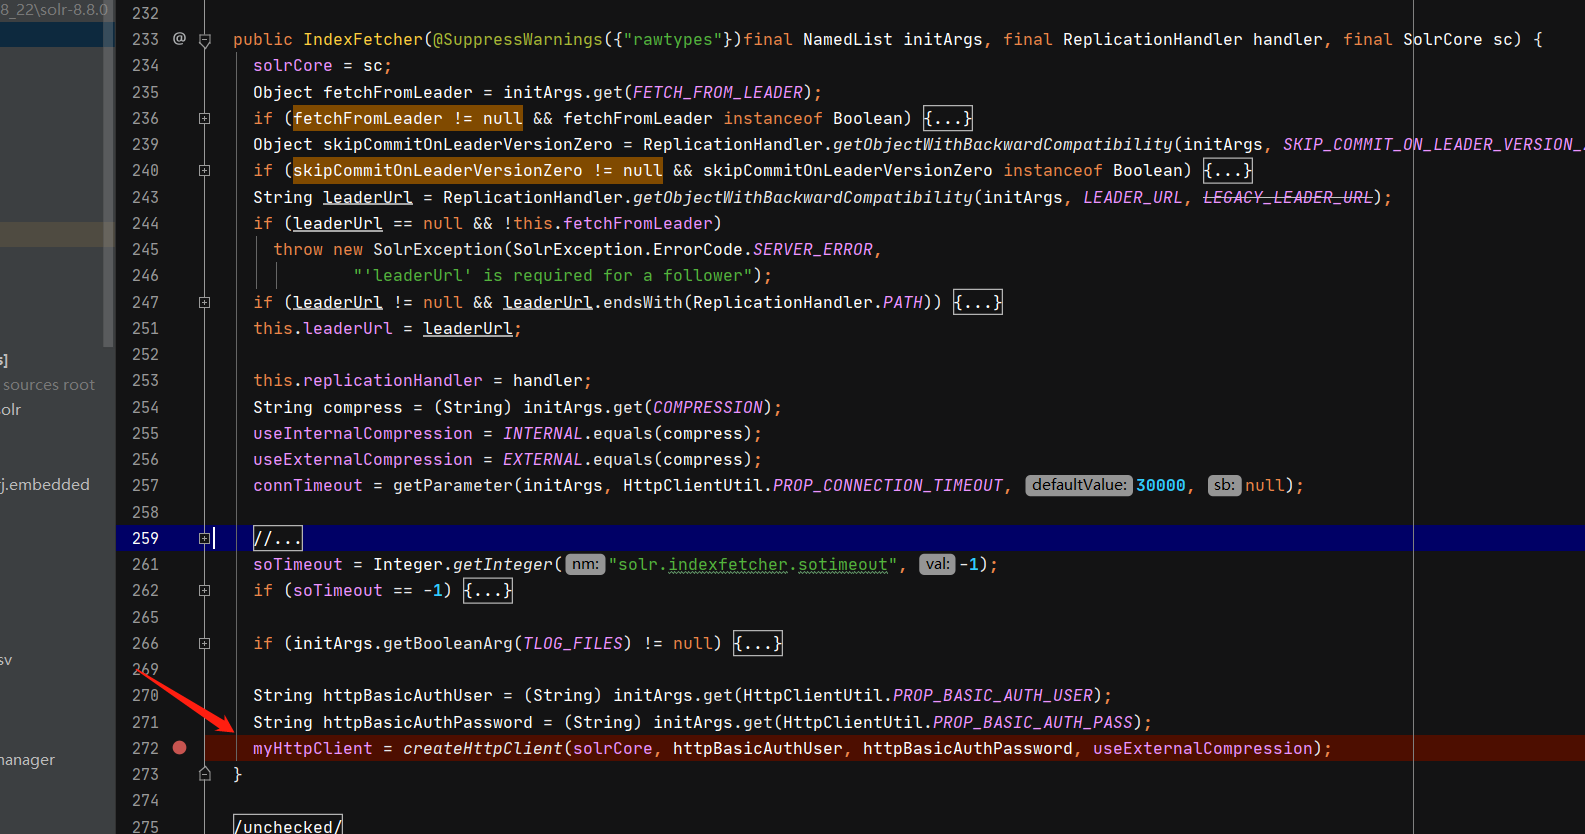 8_22\solr-8.8.0
s]
sources root
olr
j.embedded
sv
manager
232
233 @ public IndexFetcher(@SuppressWarnings({"rawtypes"})final NamedList initArgs, final ReplicationHandler handler, final SolrCore sc) {
234 solrCore = sc;
235 Object fetchFromLeader = initArgs.get(FETCH_FROM_LEADER);
236 if (fetchFromLeader != null && fetchFromLeader instanceof Boolean) {...}
239 Object skipCommitOnLeaderVersionZero = ReplicationHandler.getObjectWithBackwardCompatibility(initArgs, SKIP_COMMIT_ON_LEADER_VERSION_
240 if (skipCommitOnLeaderVersionZero != null && skipCommitOnLeaderVersionZero instanceof Boolean) {...}
243 String leaderUrl = ReplicationHandler.getObjectWithBackwardCompatibility(initArgs, LEADER_URL, LEGACY_LEADER_URL);
244 if (leaderUrl == null && !this.fetchFromLeader)
245 throw new SolrException(SolrException.ErrorCode.SERVER_ERROR,
246 "'leaderUrl' is required for a follower");
247 if (leaderUrl != null && leaderUrl.endsWith(ReplicationHandler.PATH)) {...}
251 this.leaderUrl = leaderUrl;
252
253 this.replicationHandler = handler;
254 String compress = (String) initArgs.get(COMPRESSION);
255 useInternalCompression = INTERNAL.equals(compress);
256 useExternalCompression = EXTERNAL.equals(compress);
257 connTimeout = getParameter(initArgs, HttpClientUtil.PROP_CONNECTION_TIMEOUT, defaultValue: 30000, sb: null);
258
259 //...
261 soTimeout = Integer.getInteger( nm: "solr.indexfetcher.sotimeout", val: -1);
262 if (soTimeout == -1) {...}
265
266 if (initArgs.getBooleanArg(TLOG_FILES) != null) {...}
269
270 String httpBasicAuthUser = (String) initArgs.get(HttpClientUtil.PROP_BASIC_AUTH_USER);
271 String httpBasicAuthPassword = (String) initArgs.get(HttpClientUtil.PROP_BASIC_AUTH_PASS);
272 myHttpClient = createHttpClient(solrCore, httpBasicAuthUser, httpBasicAuthPassword, useExternalCompression);
273 }
274
275 /unchecked/